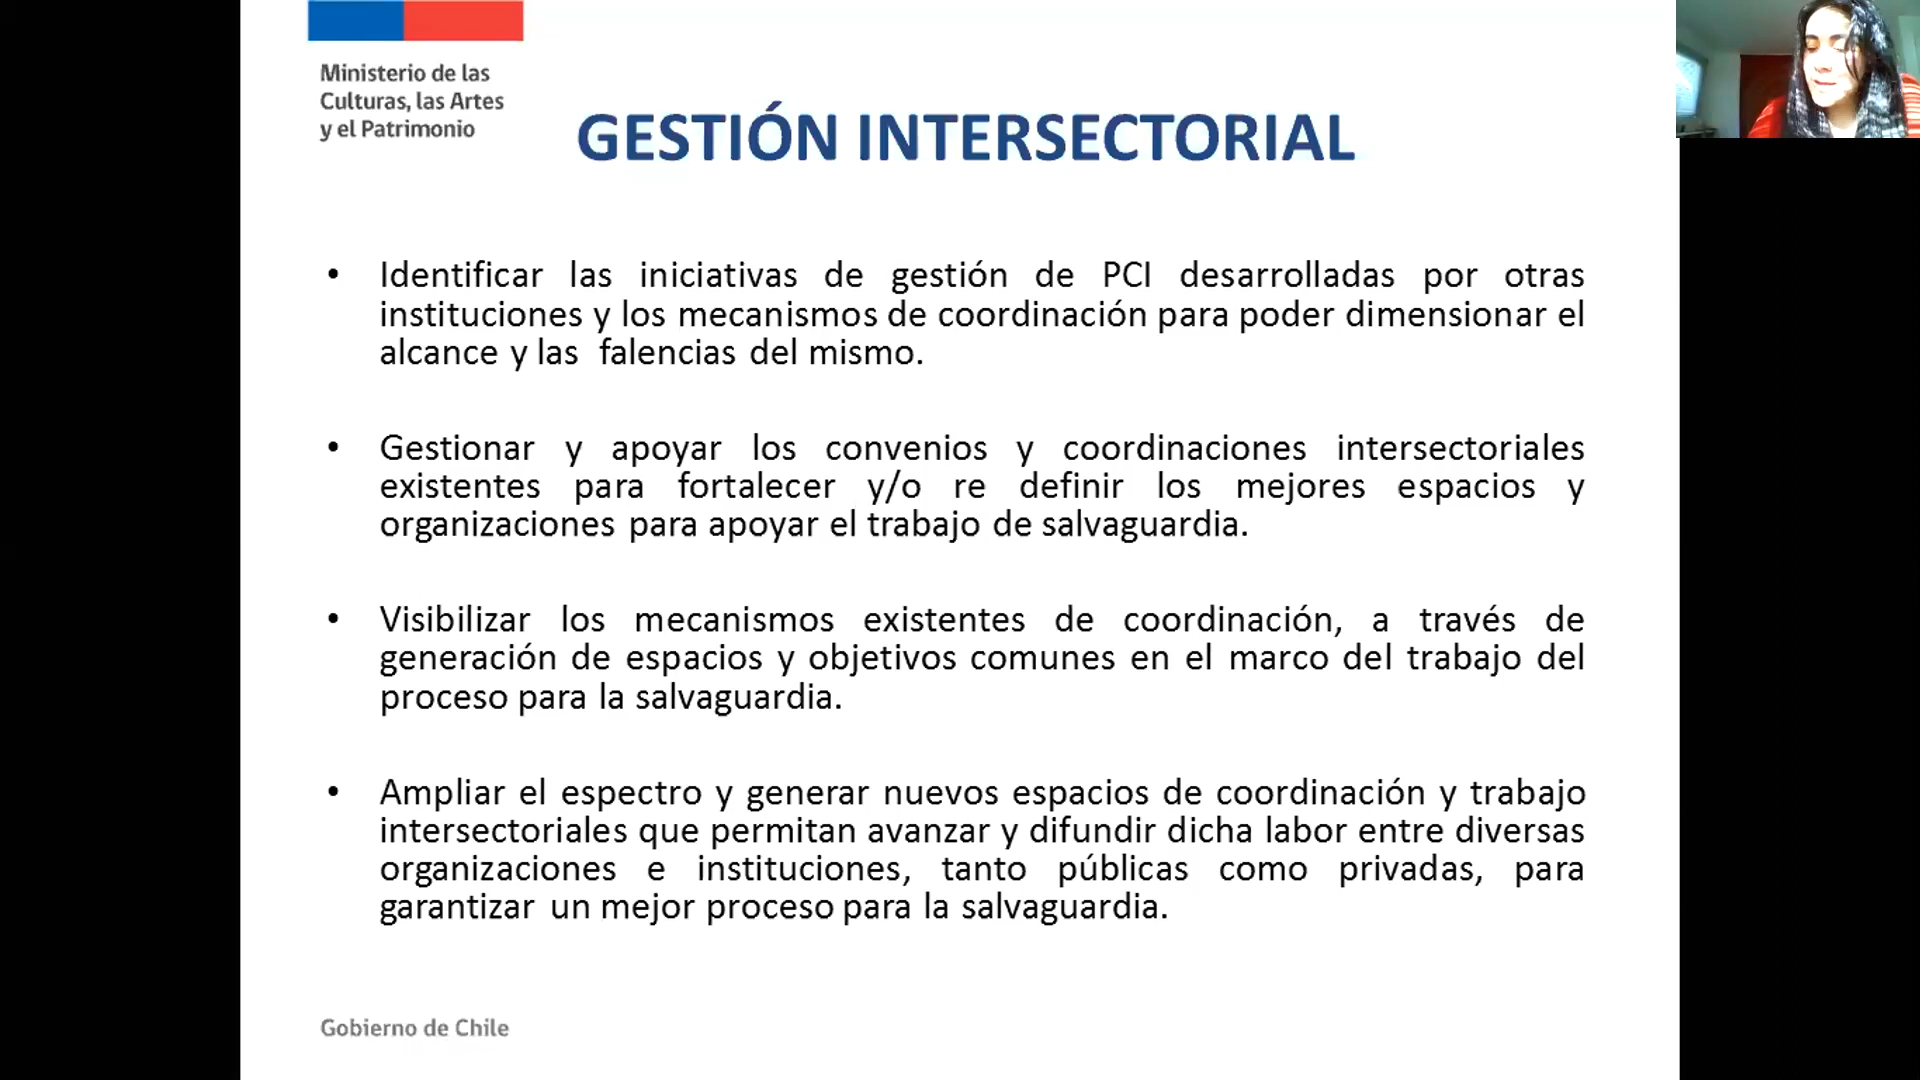 Ministerio de las
Culturas, las Artes
y el Patrimonio
GESTIÓN INTERSECTORIAL
• Identificar las iniciativas de gestión de PCI desarrolladas por otras
instituciones y los mecanismos de coordinación para poder dimensionar el
alcance y las falencias del mismo.
• Gestionar y apoyar los convenios y coordinaciones intersectoriales
existentes para fortalecer y/o re definir los mejores espacios y
organizaciones para apoyar el trabajo de salvaguardia.
• Visibilizar los mecanismos existentes de coordinación, a través de
generación de espacios y objetivos comunes en el marco del trabajo del
proceso para la salvaguardia.
• Ampliar el espectro y generar nuevos espacios de coordinación y trabajo
intersectoriales que permitan avanzar y difundir dicha labor entre diversas
organizaciones e instituciones, tanto públicas como privadas, para
garantizar un mejor proceso para la salvaguardia.
Gobierno de Chile